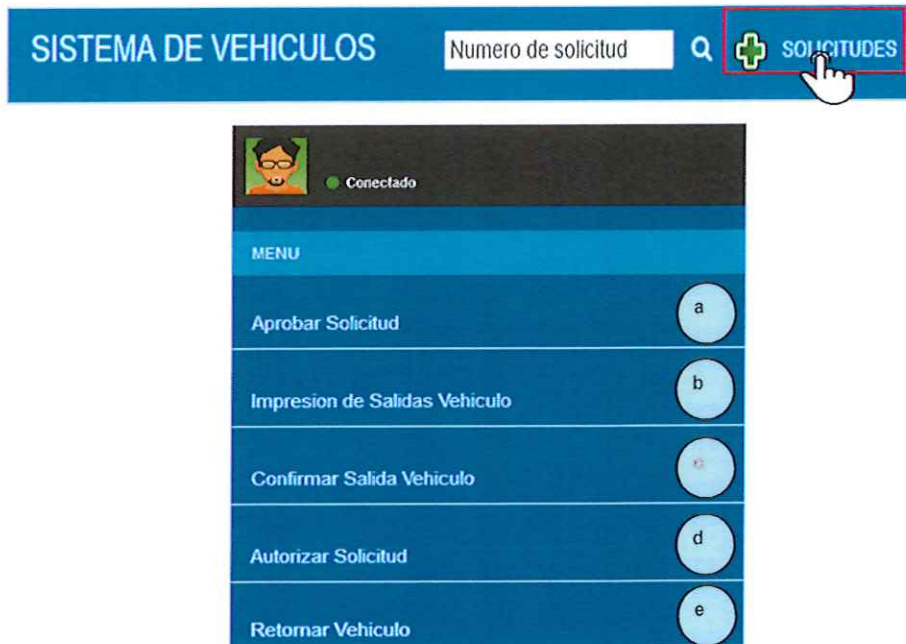 SISTEMA DE VEHICULOS
Numero de solicitud
SOLICITUDES
Conectado
MENU
Aprobar Solicitud
a
Impresion de Salidas Vehiculo
b
Confirmar Salida Vehiculo
c
Autorizar Solicitud
d
Retornar Vehiculo
e